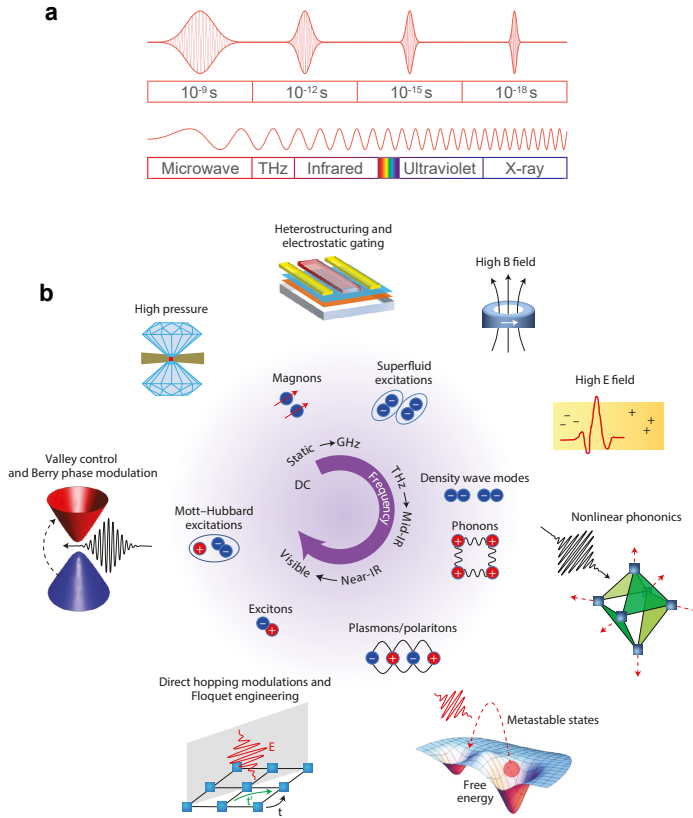 a
10⁻⁹ s
10⁻¹² s
10⁻¹⁵ s
10⁻¹⁸ s
Microwave
THz
Infrared
Ultraviolet
X-ray
b
Heterostructuring and
electrostatic gating
High B field
High pressure
Magnons
Superfluid
excitations
High E field
Static → GHz
DC
Frequency
THz → Mid-IR
Near-IR
Visible
Density wave modes
Valley control
and Berry phase modulation
Mott–Hubbard
excitations
Phonons
Nonlinear phononics
Excitons
Plasmons/polaritons
Direct hopping modulations and
Floquet engineering
E
t'
t
Metastable states
Free
energy